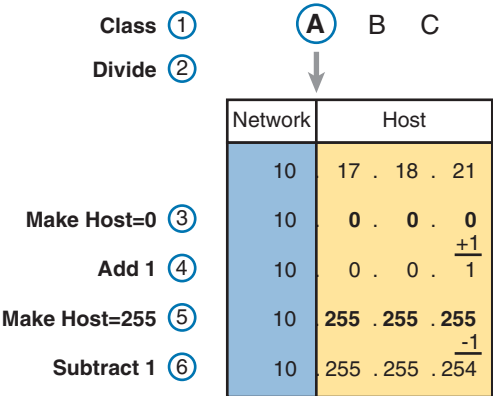 Class 1 A B C
Divide 2
Network Host
10 . 17 . 18 . 21
Make Host=0 3 10 . 0 . 0 . 0
+1
Add 1 4 10 . 0 . 0 . 1
Make Host=255 5 10 . 255 . 255 . 255
-1
Subtract 1 6 10 . 255 . 255 . 254